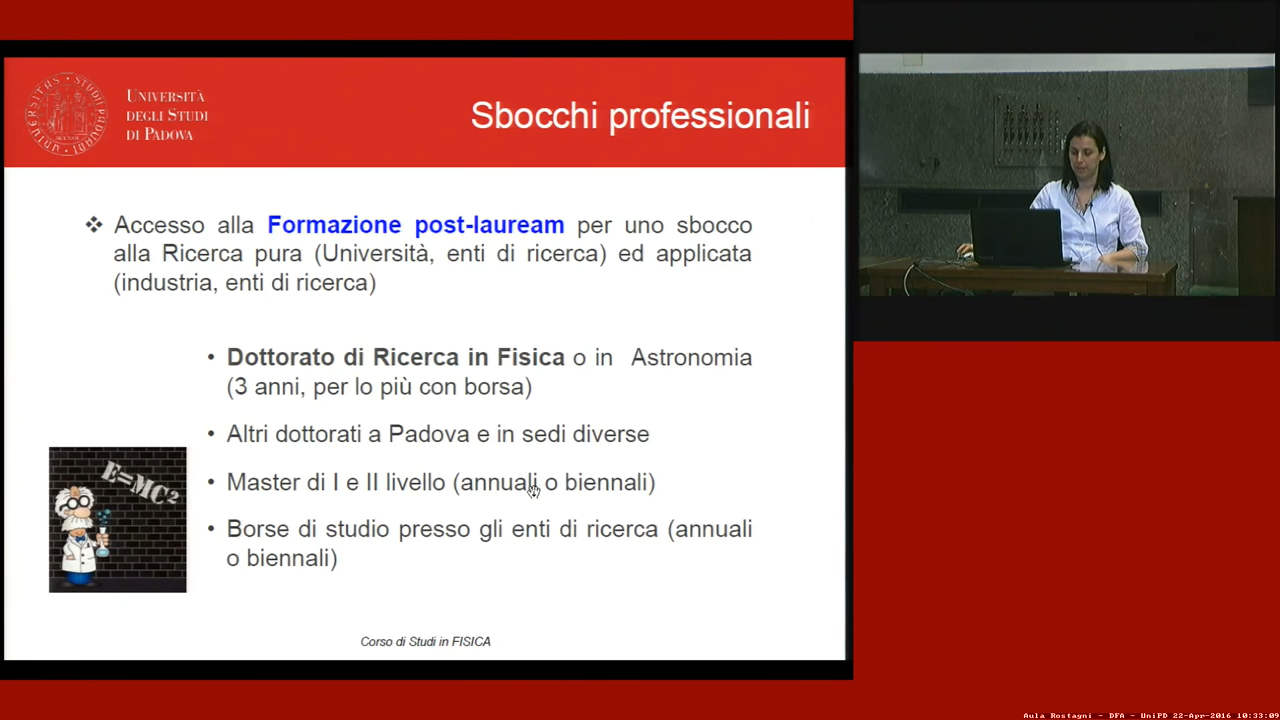 UNIVERSITÀ
DEGLI STUDI
DI PADOVA
Sbocchi professionali
❖ Accesso alla Formazione post-lauream per uno sbocco
alla Ricerca pura (Università, enti di ricerca) ed applicata
(industria, enti di ricerca)
• Dottorato di Ricerca in Fisica o in Astronomia
(3 anni, per lo più con borsa)
• Altri dottorati a Padova e in sedi diverse
• Master di I e II livello (annuali o biennali)
• Borse di studio presso gli enti di ricerca (annuali
o biennali)
E=MC²
Corso di Studi in FISICA
Aula Rostagni - DFA - UniPD 22-Apr-2016 10:33:09